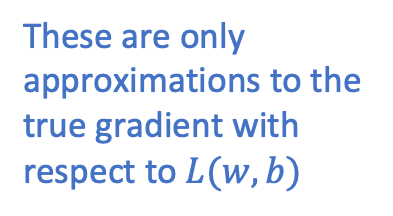 These are only
approximations to the
true gradient with
respect to L(w, b)